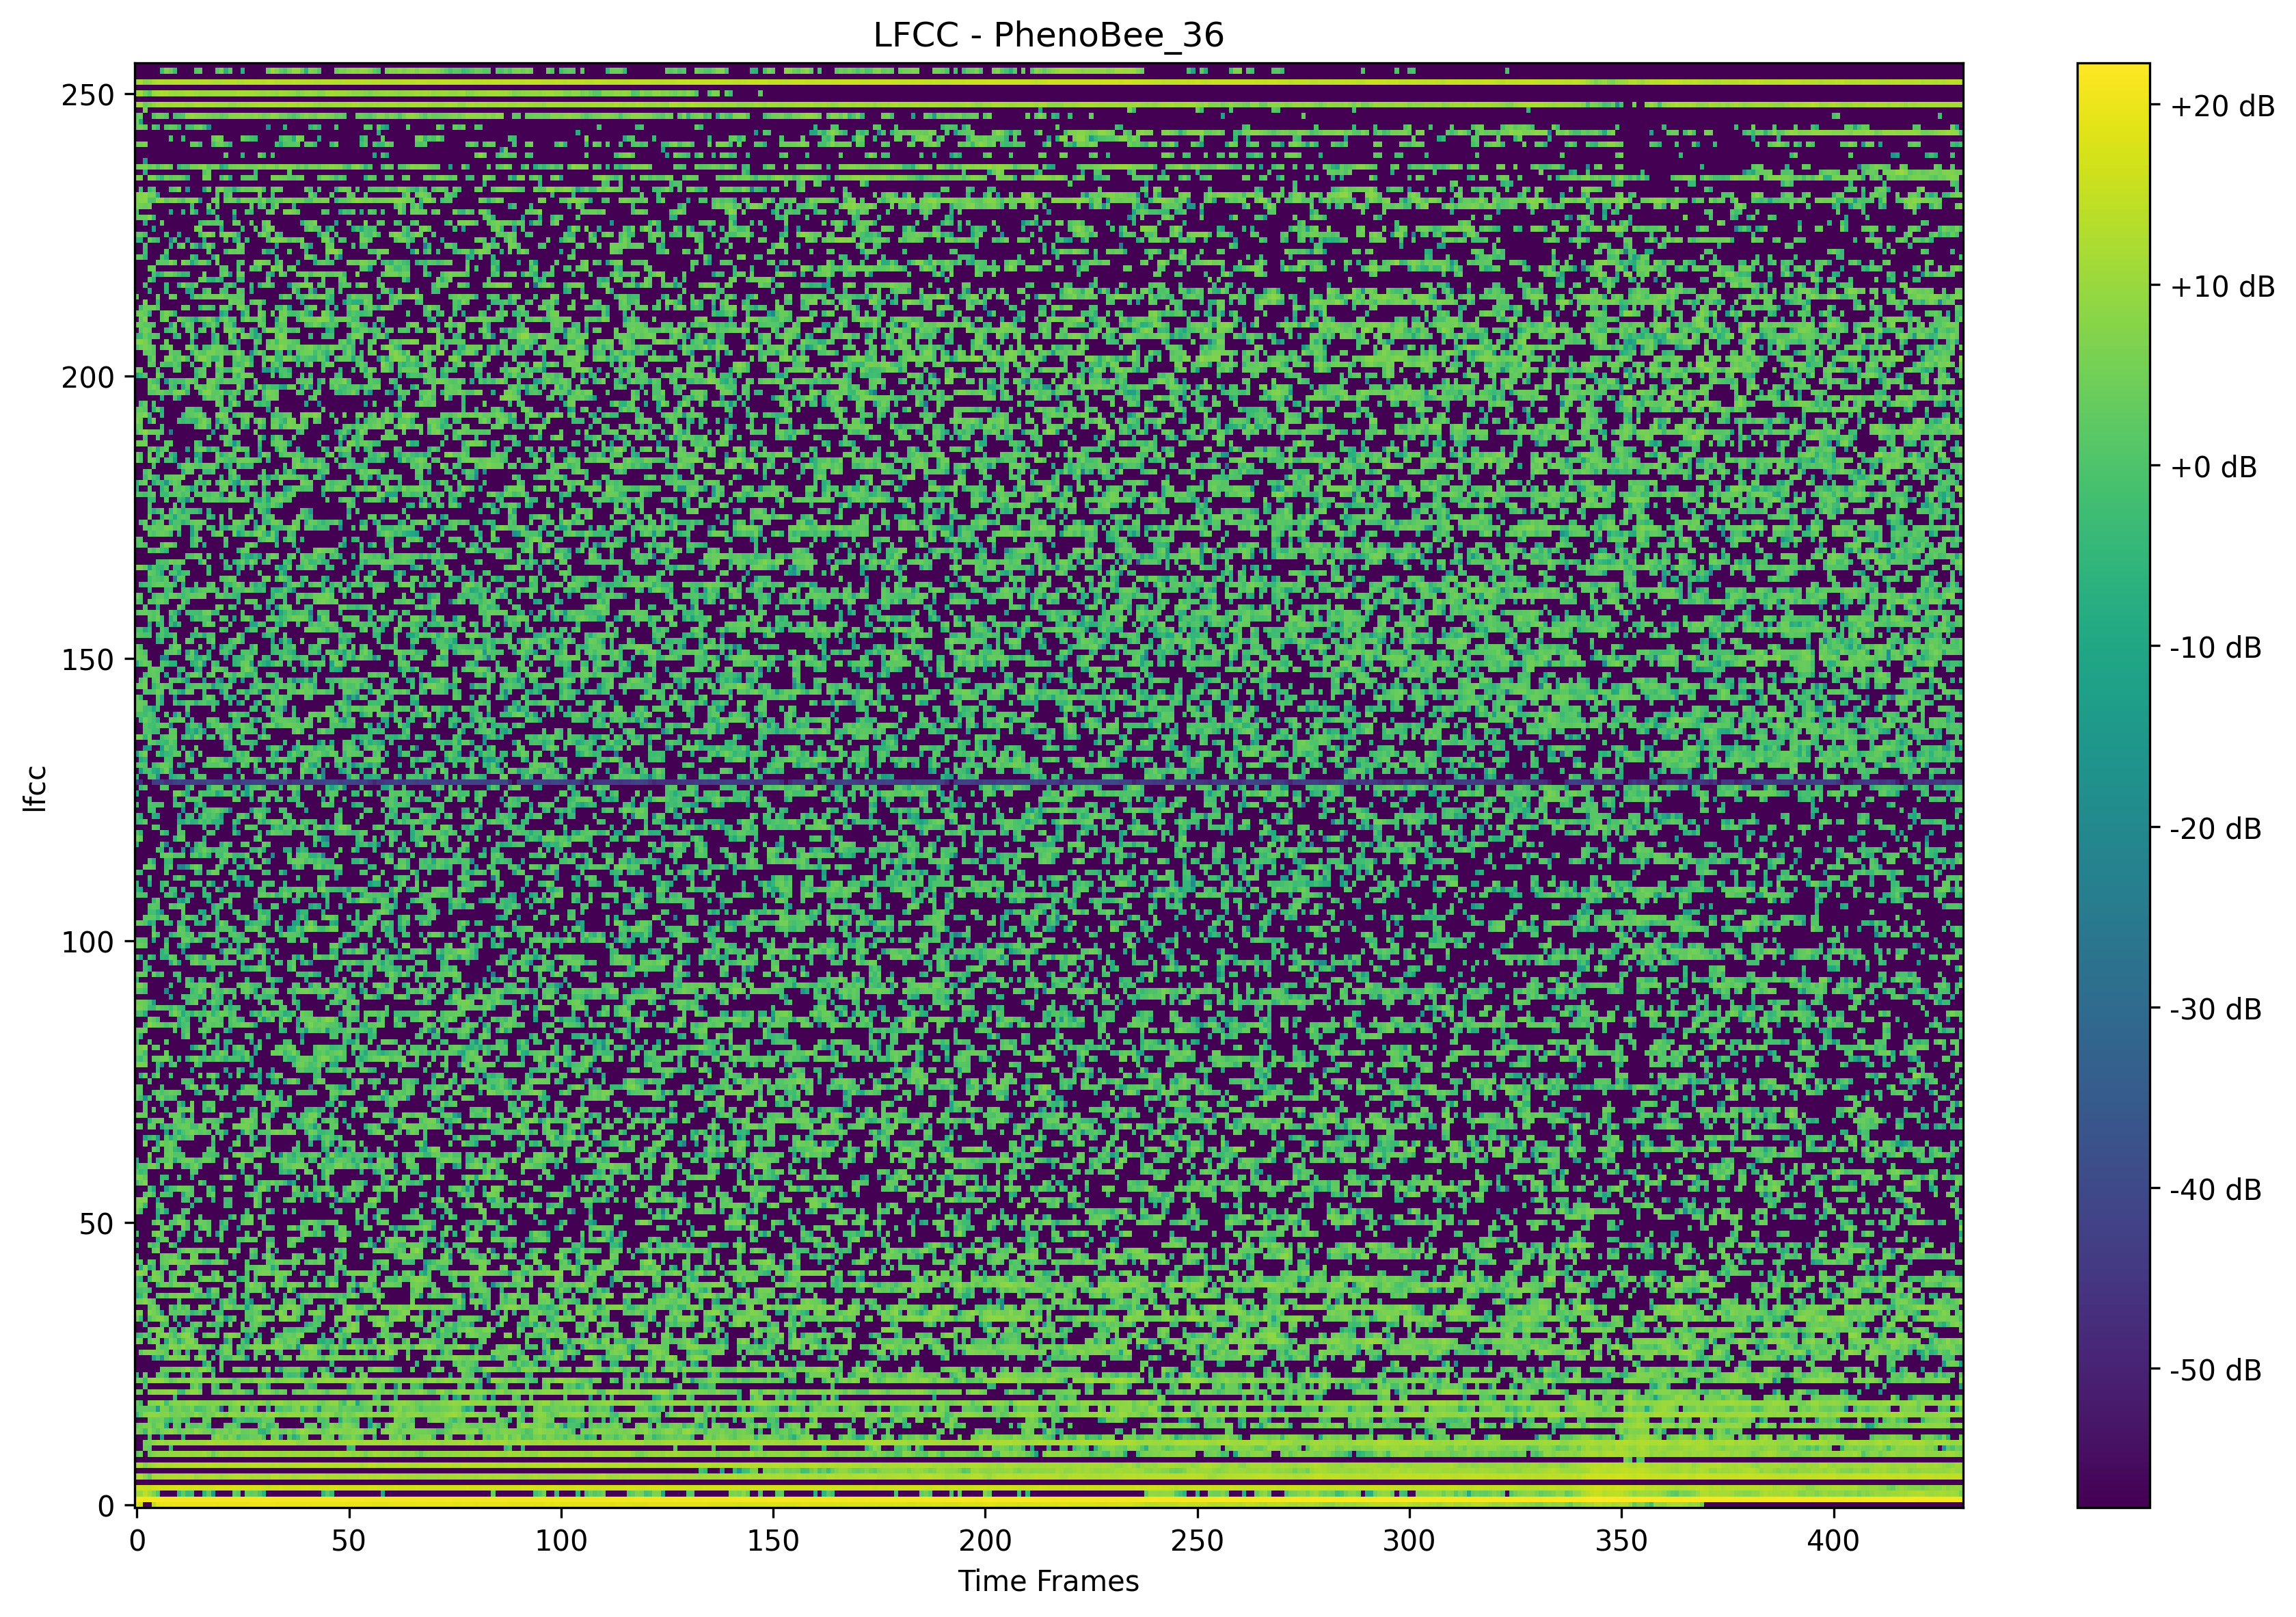 LFCC - PhenoBee_36
250
200
150
100
50
0
lfcc
0 50 100 150 200 250 300 350 400
Time Frames
+20 dB
+10 dB
+0 dB
-10 dB
-20 dB
-30 dB
-40 dB
-50 dB